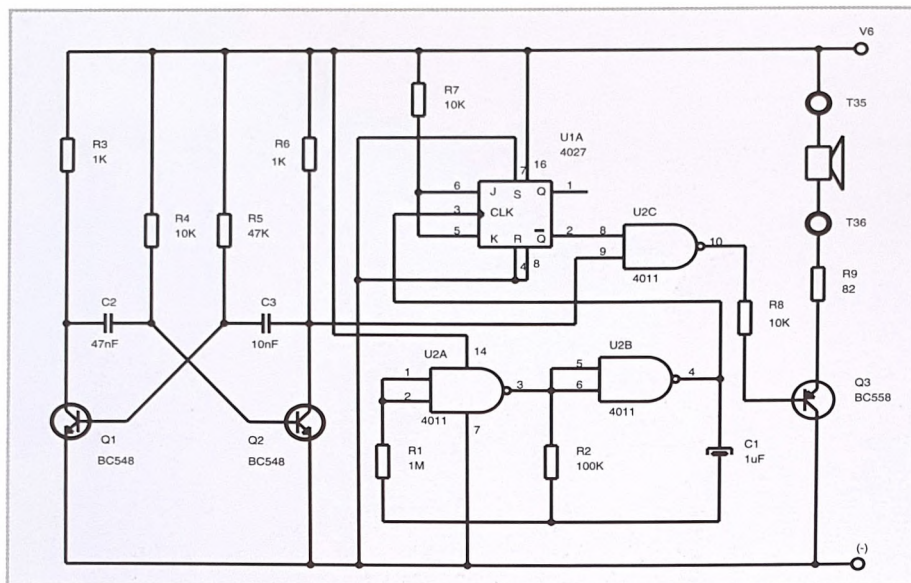 V6
R7
10K
T35
U1A
4027
R3
1K
R6
1K
7
16
6
J
S
Q
1
3
CLK
R4
10K
R5
47K
5
K
R
Q
2
4
8
U2C
8
9
10
4011
T36
R9
82
C2
47nF
C3
10nF
R8
10K
U2A
14
U2B
1
2
3
4011
7
5
6
4
4011
Q3
BC558
Q1
BC548
Q2
BC548
R1
1M
R2
100K
C1
1uF
(-)